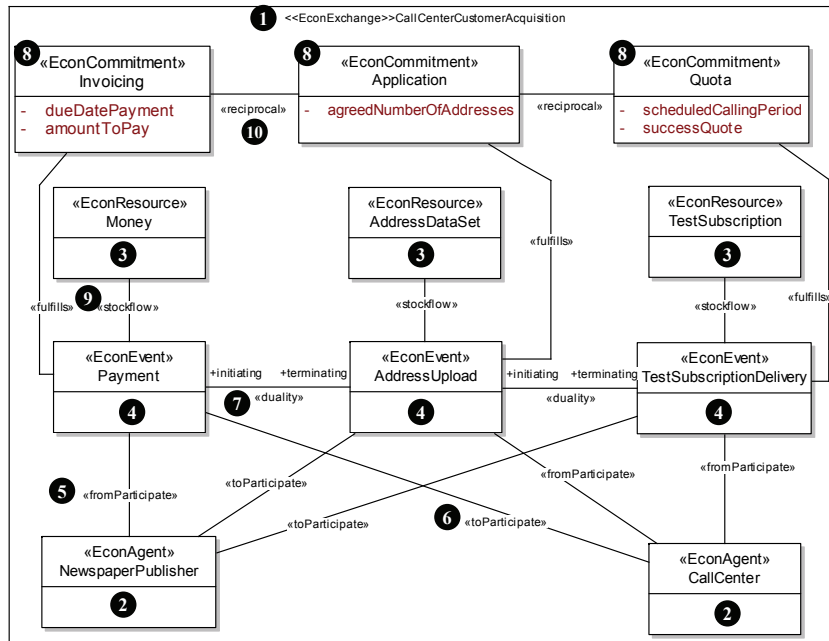 1 <<EconExchange>>CallCenterCustomerAcquisition
8 «EconCommitment»
Invoicing
- dueDatePayment
- amountToPay
«reciprocal»
10
8 «EconCommitment»
Application
- agreedNumberOfAddresses
«reciprocal»
8 «EconCommitment»
Quota
- scheduledCallingPeriod
- successQuote
«EconResource»
Money
3
«EconResource»
AddressDataSet
3
«EconResource»
TestSubscription
3
«fulfills»
9
«fulfills» «stockflow»
«stockflow»
«stockflow»
«fulfills»
«EconEvent»
Payment
4
+initiating +terminating
7 «duality»
«EconEvent»
AddressUpload
4
+initiating +terminating
«duality»
«EconEvent»
TestSubscriptionDelivery
4
5 «fromParticipate»
«toParticipate»
«toParticipate»
6 «toParticipate»
«fromParticipate»
«fromParticipate»
«EconAgent»
NewspaperPublisher
2
«EconAgent»
CallCenter
2